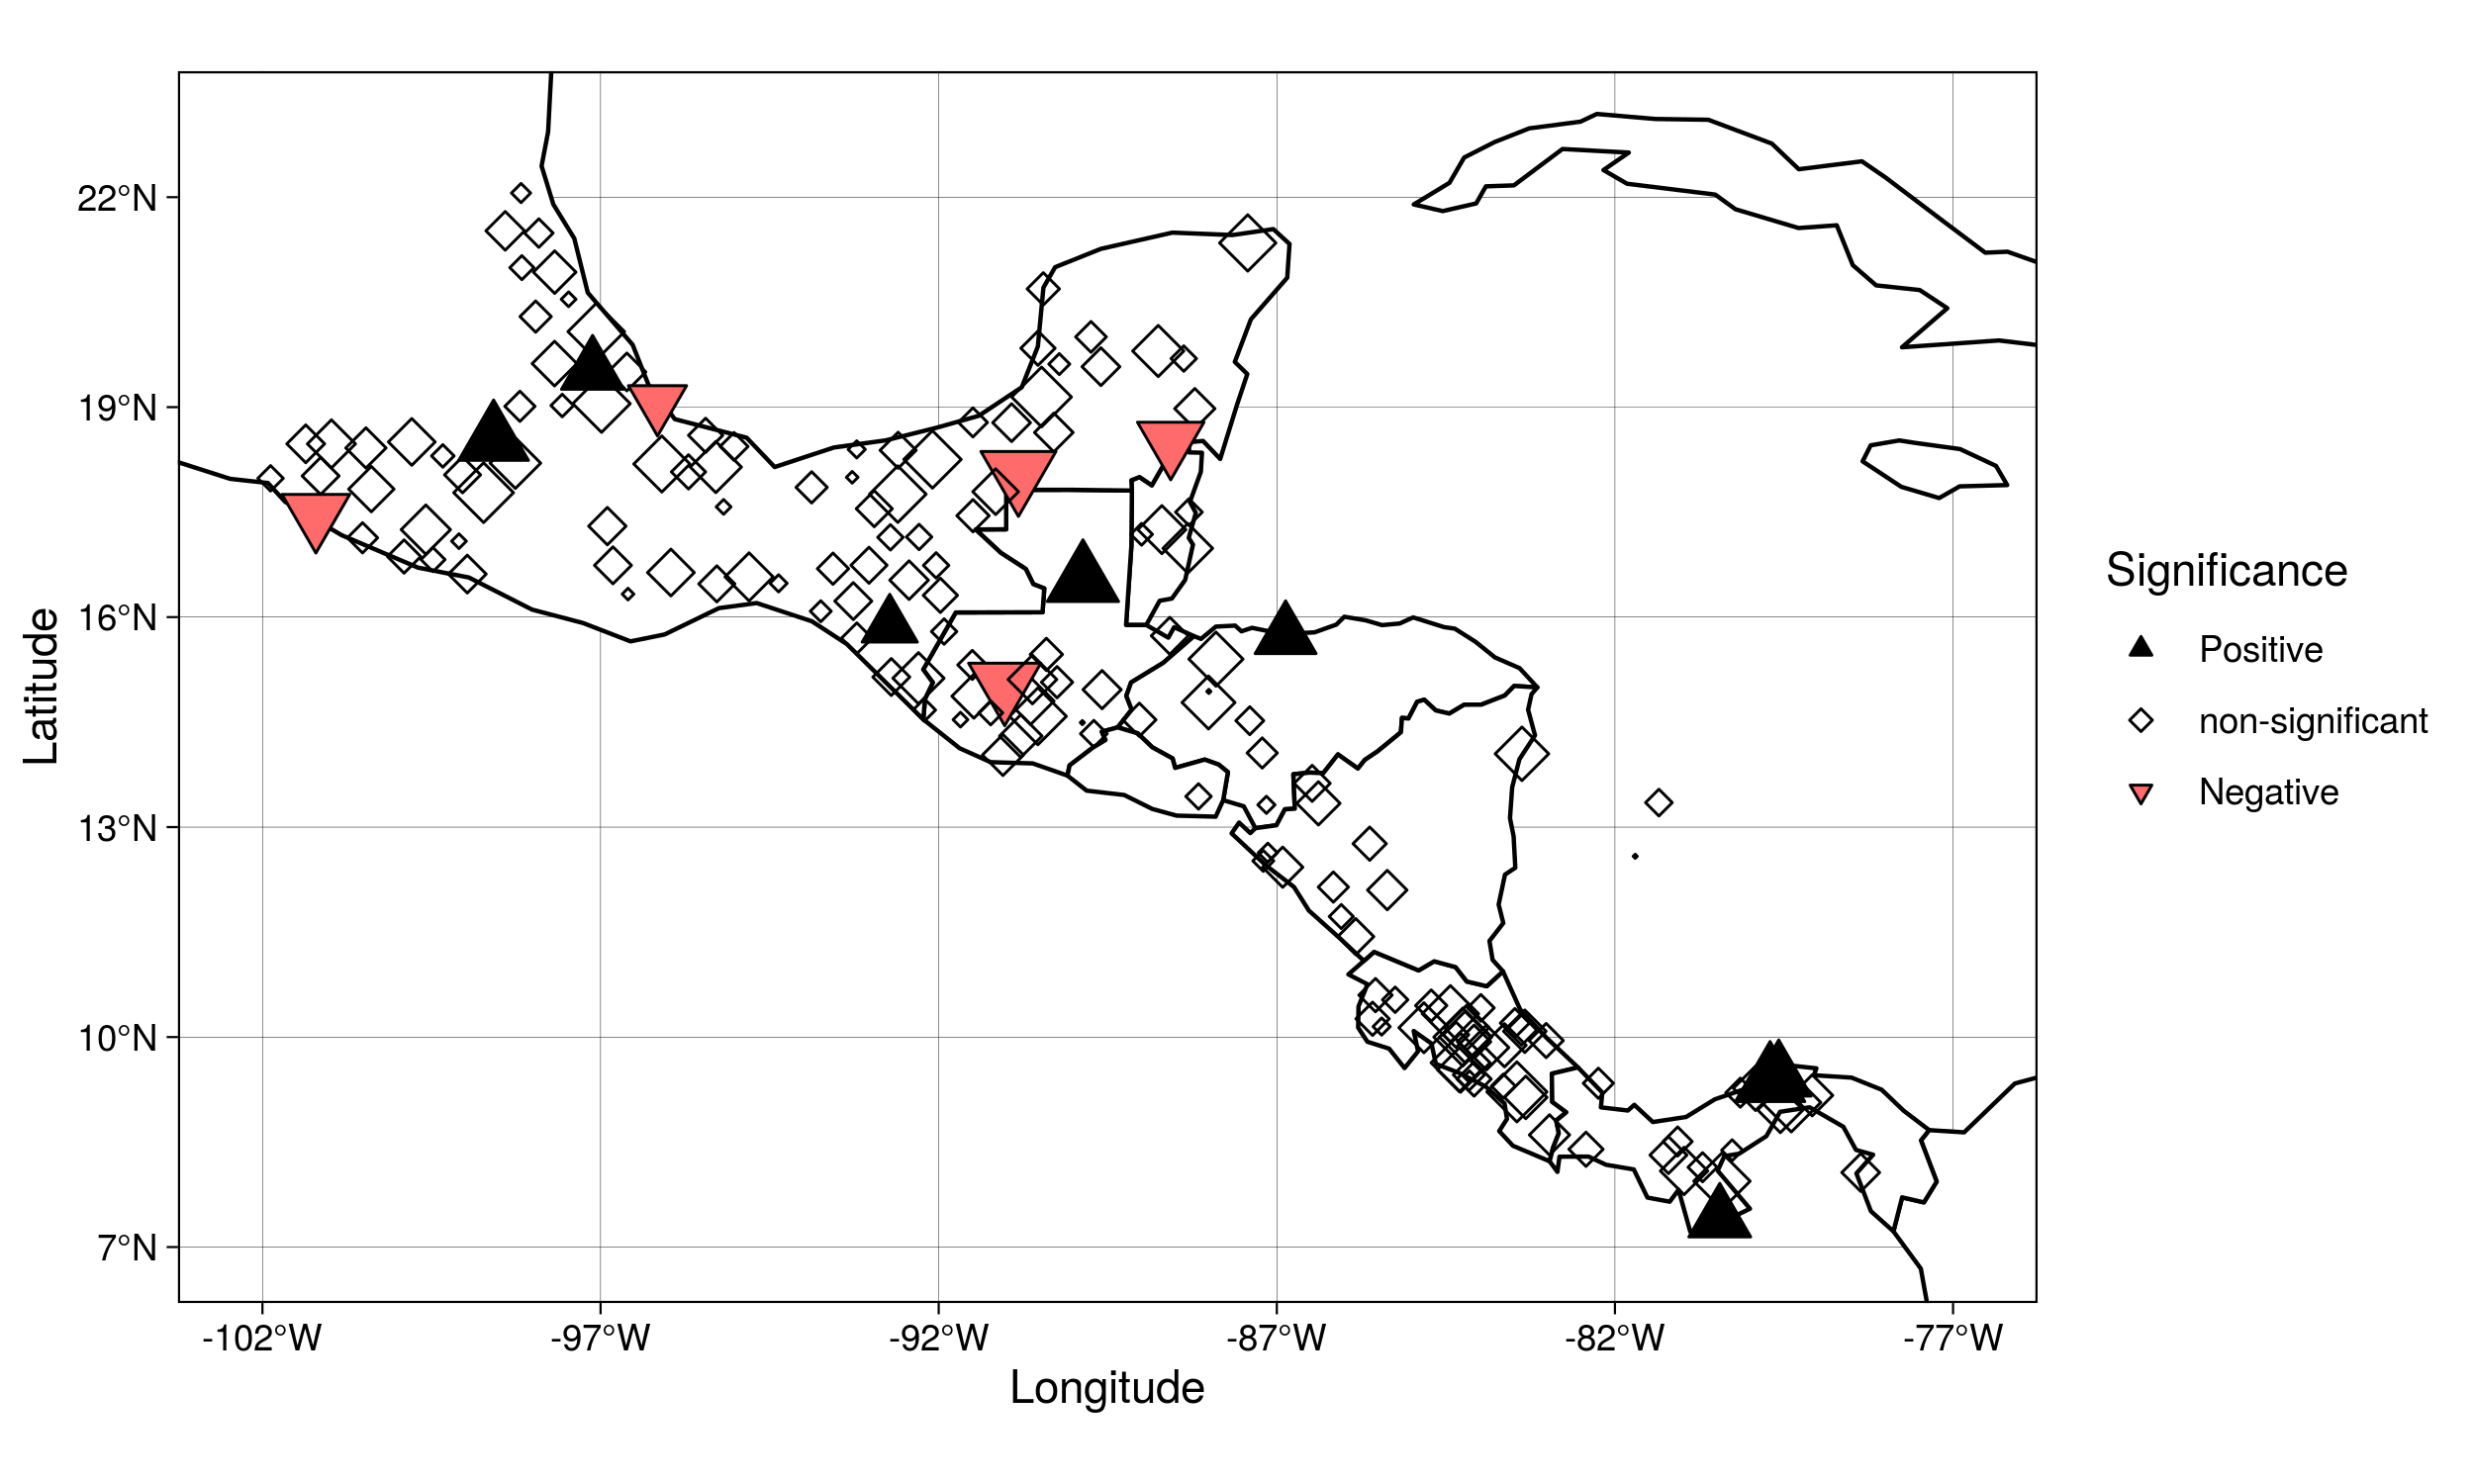 22°N
19°N
16°N
13°N
10°N
7°N
Latitude
-102°W -97°W -92°W -87°W -82°W -77°W
Longitude
Significance
Positive
non-significant
Negative